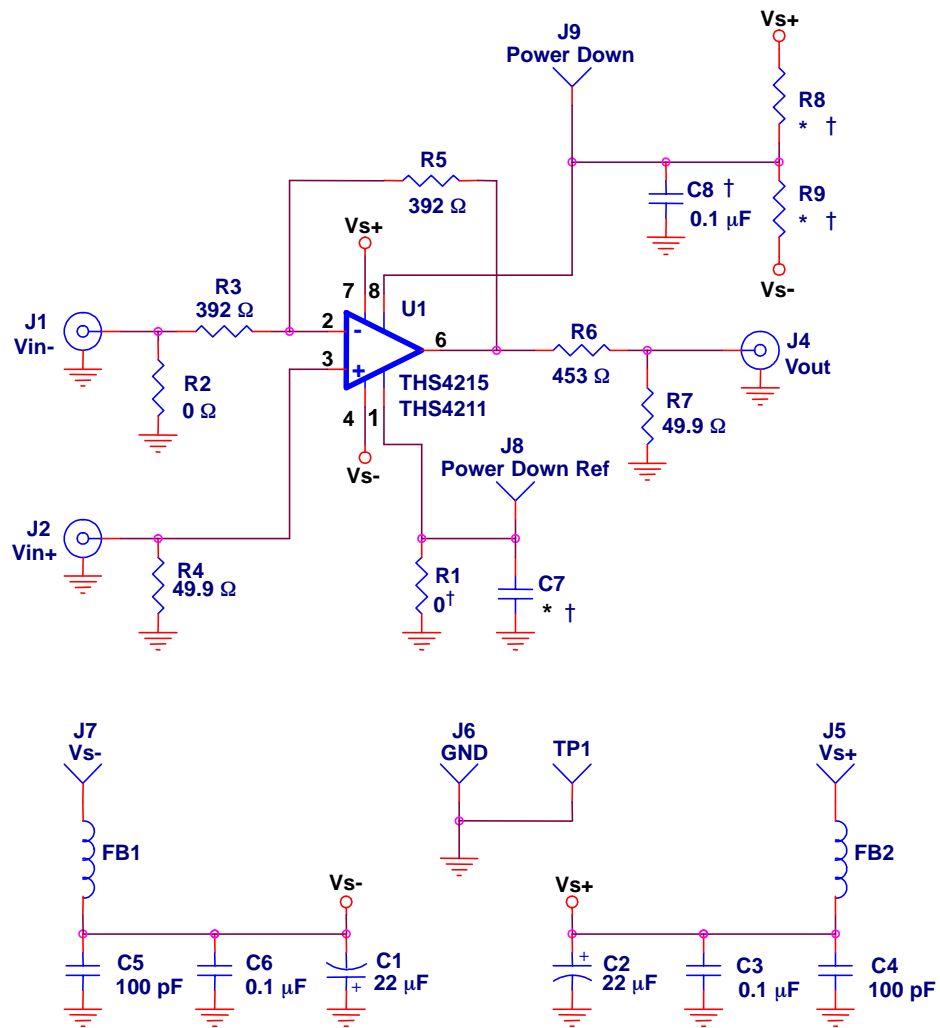 J9
Power Down
Vs+
R8
* †
R5
392 Ω
C8 †
0.1 µF
R9
* †
Vs-
Vs+
7
8
U1
R3
392 Ω
J1
Vin-
2
-
3
+
6
R2
0 Ω
THS4215
THS4211
4
1
Vs-
R6
453 Ω
J4
Vout
R7
49.9 Ω
J8
Power Down Ref
J2
Vin+
R4
49.9 Ω
R1
0†
C7
* †
J7
Vs-
J6
GND
TP1
J5
Vs+
FB1
FB2
Vs-
Vs+
C5
100 pF
C6
0.1 µF
C1
22 µF
+
+
C2
22 µF
C3
0.1 µF
C4
100 pF